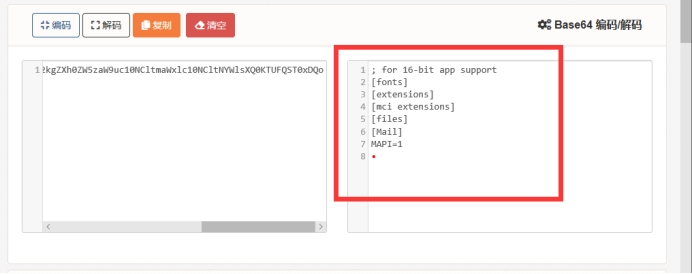 编码 解码 复制 清空 Base64 编码/解码
1 2kgZXh0ZW5zaW9uc10NCltmaWxlc10NCltNYWlsXQ0KTUFQST0xDQo
1 ; for 16-bit app support
2 [fonts]
3 [extensions]
4 [mci extensions]
5 [files]
6 [Mail]
7 MAPI=1
8